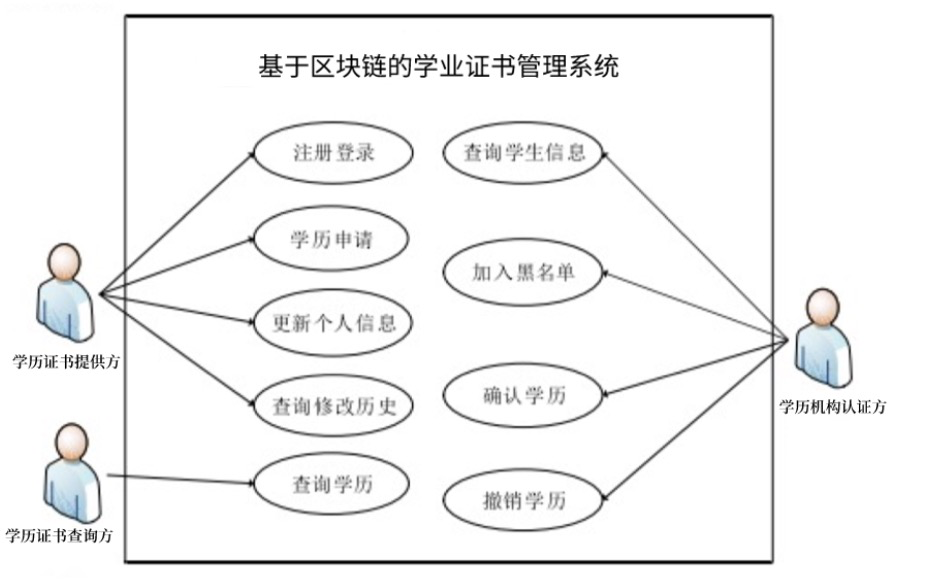 基于区块链的学业证书管理系统
注册登录
查询学生信息
学历申请
加入黑名单
更新个人信息
学历证书提供方
查询修改历史
确认学历
学历机构认证方
查询学历
撤销学历
学历证书查询方